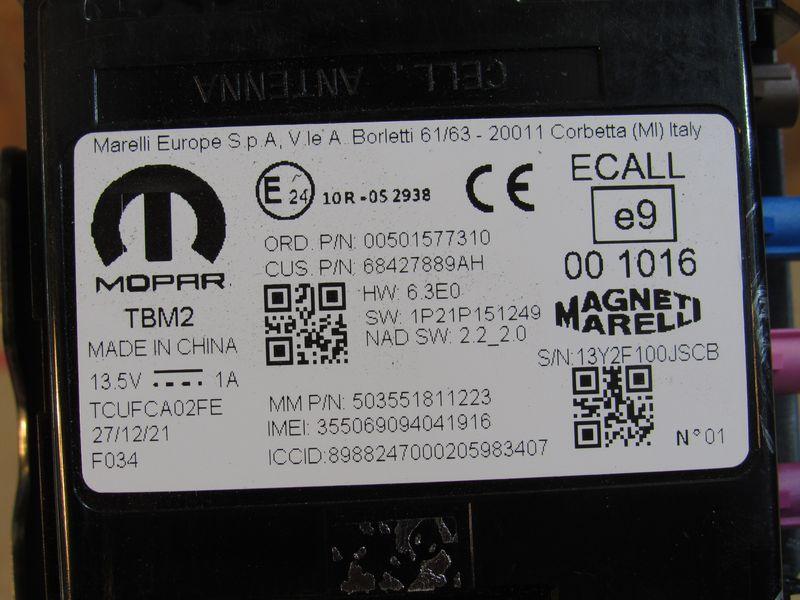 CELL. ANTENNA
Marelli Europe S.p.A, V.le A. Borletti 61/63 - 20011 Corbetta (MI) Italy
MOPAR
TBM2
MADE IN CHINA
13.5V 1A
TCUFCA02FE
27/12/21
F034
E 24 10R-05 2938
CE
ORD. P/N: 00501577310
CUS. P/N: 68427889AH
HW: 6.3E0
SW: 1P21P151249
NAD SW: 2.2_2.0
MM P/N: 503551811223
IMEI: 355069094041916
ICCID:8988247000205983407
ECALL
e9
00 1016
MAGNETI
MARELLI
S/N:13Y2F100JSCB
N°01